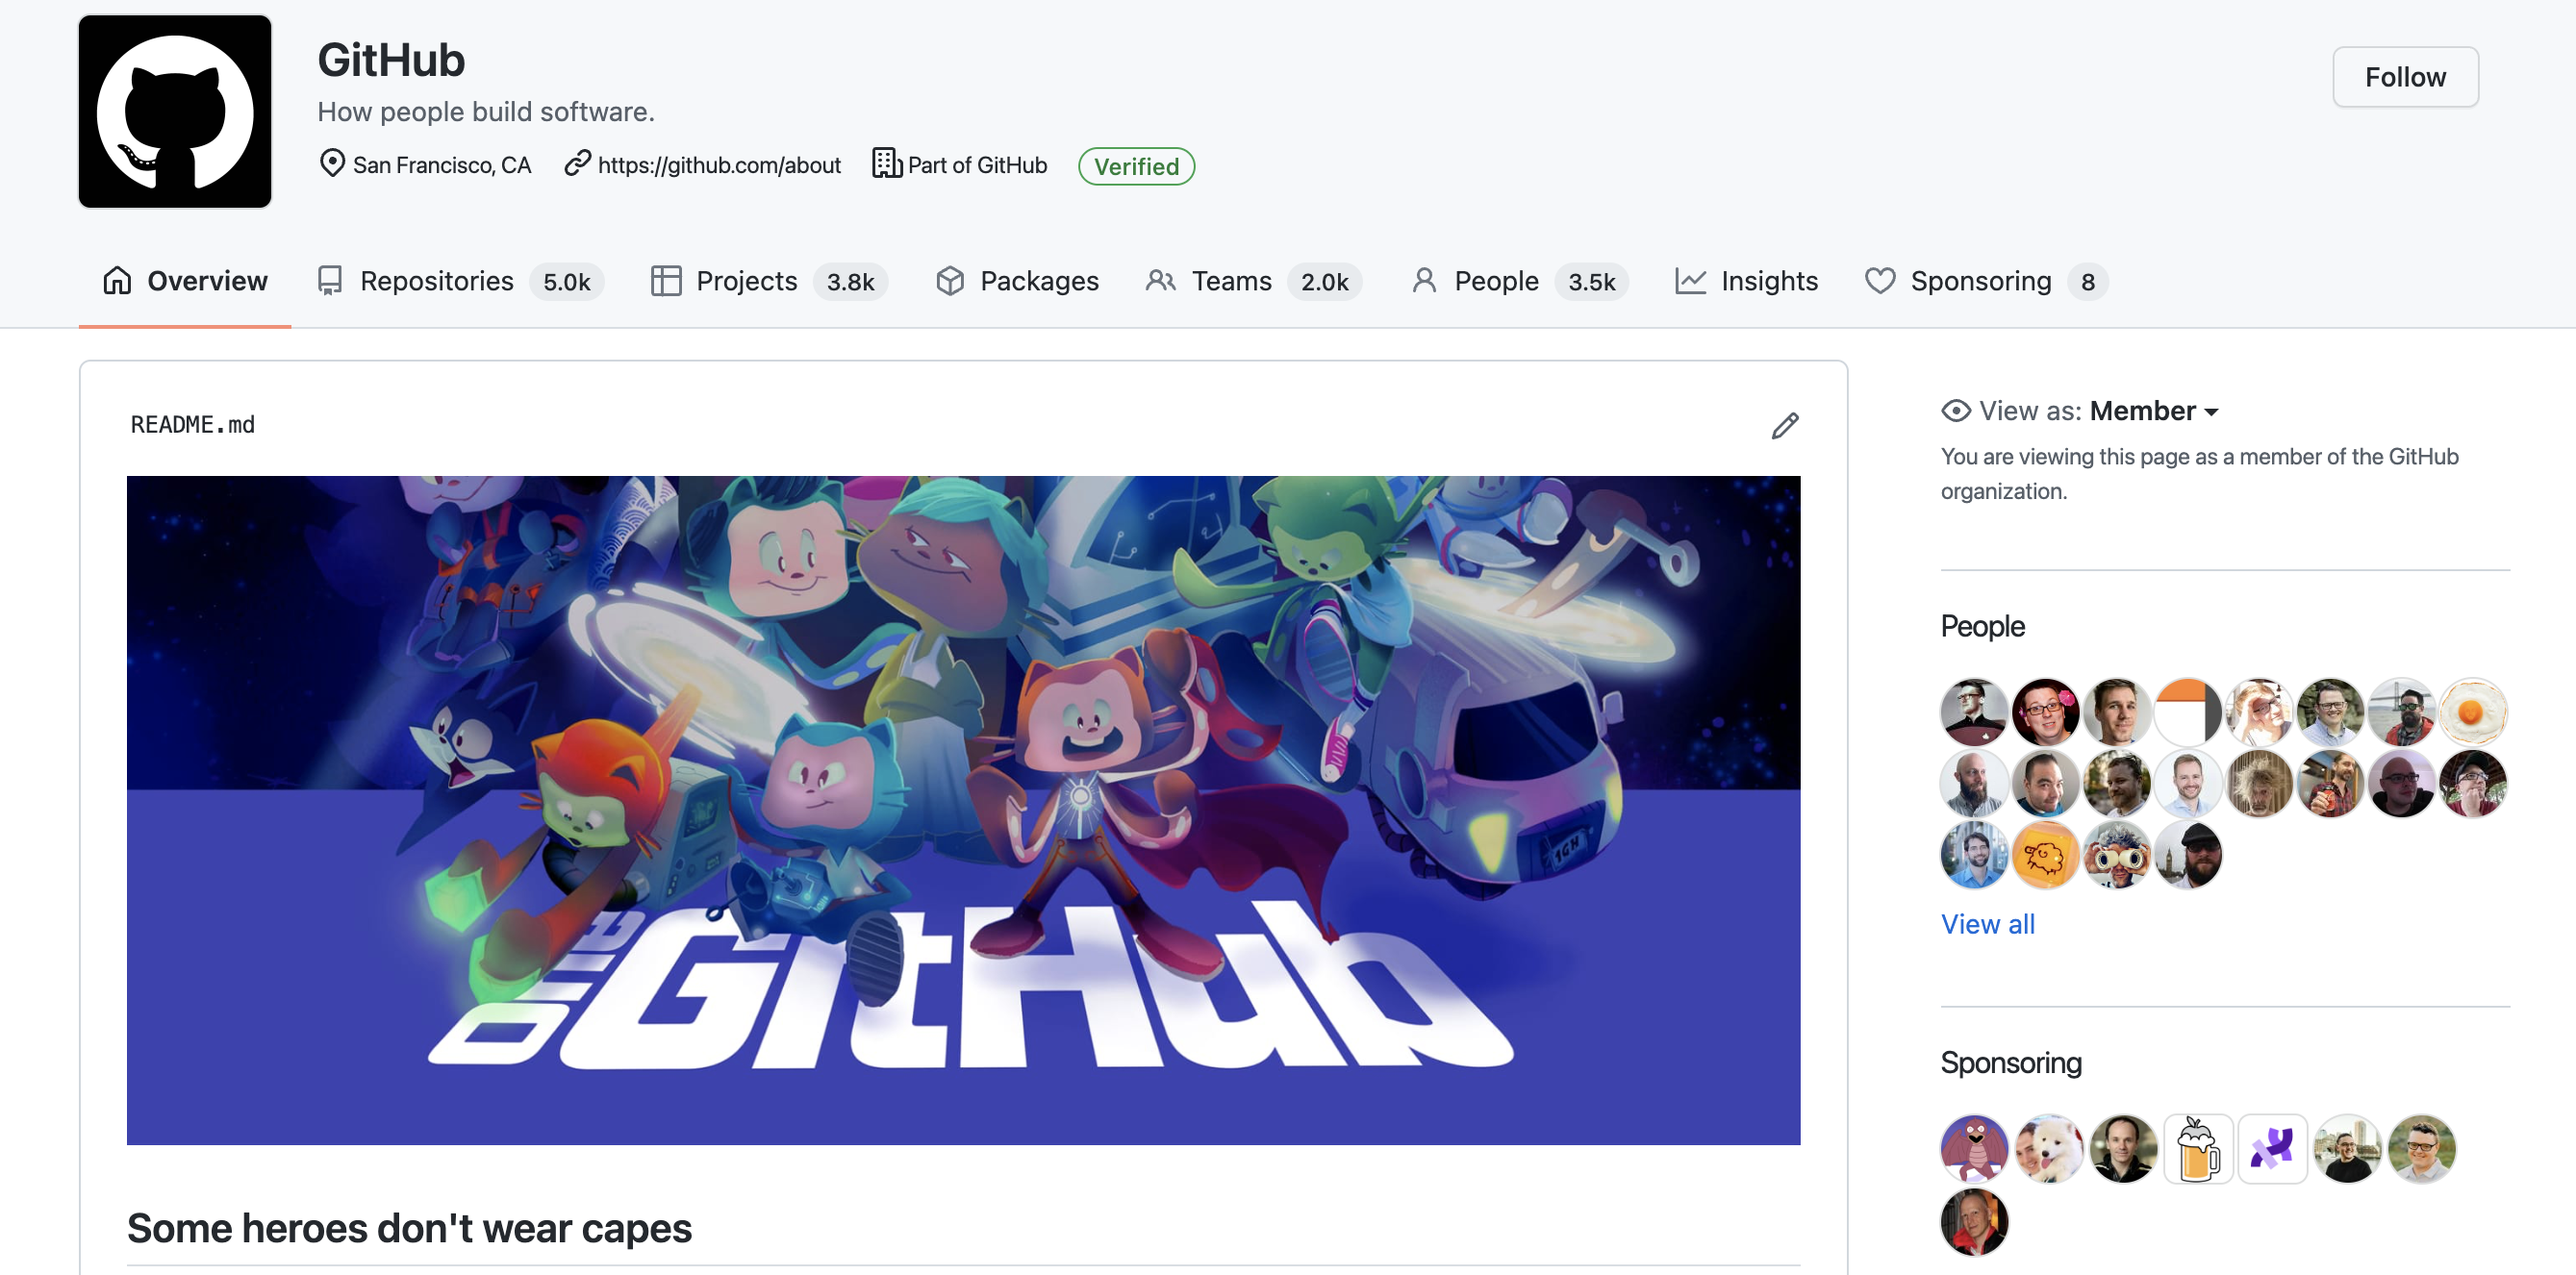 GitHub
How people build software.
San Francisco, CA https://github.com/about Part of GitHub Verified
Follow
Overview Repositories 5.0k Projects 3.8k Packages Teams 2.0k People 3.5k Insights Sponsoring 8
README.md
One
GitHub
1GH
Some heroes don't wear capes
View as: Member
You are viewing this page as a member of the GitHub
organization.
People
View all
Sponsoring